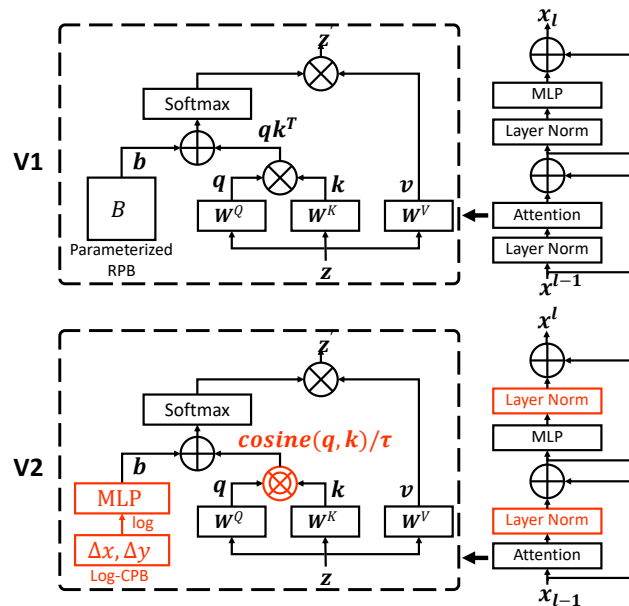 z′
x_l
Softmax
MLP
qk^T
Layer Norm
V1
b
q
k
v
B
W^Q
W^K
W^V
Attention
Parameterized
RPB
Layer Norm
z
x^{l−1}
z′
x^l
Layer Norm
Softmax
cosine(q, k)/τ
MLP
V2
b
q
k
v
MLP
Layer Norm
log
W^Q
W^K
W^V
Δx, Δy
Attention
Log-CPB
z
x_{l−1}